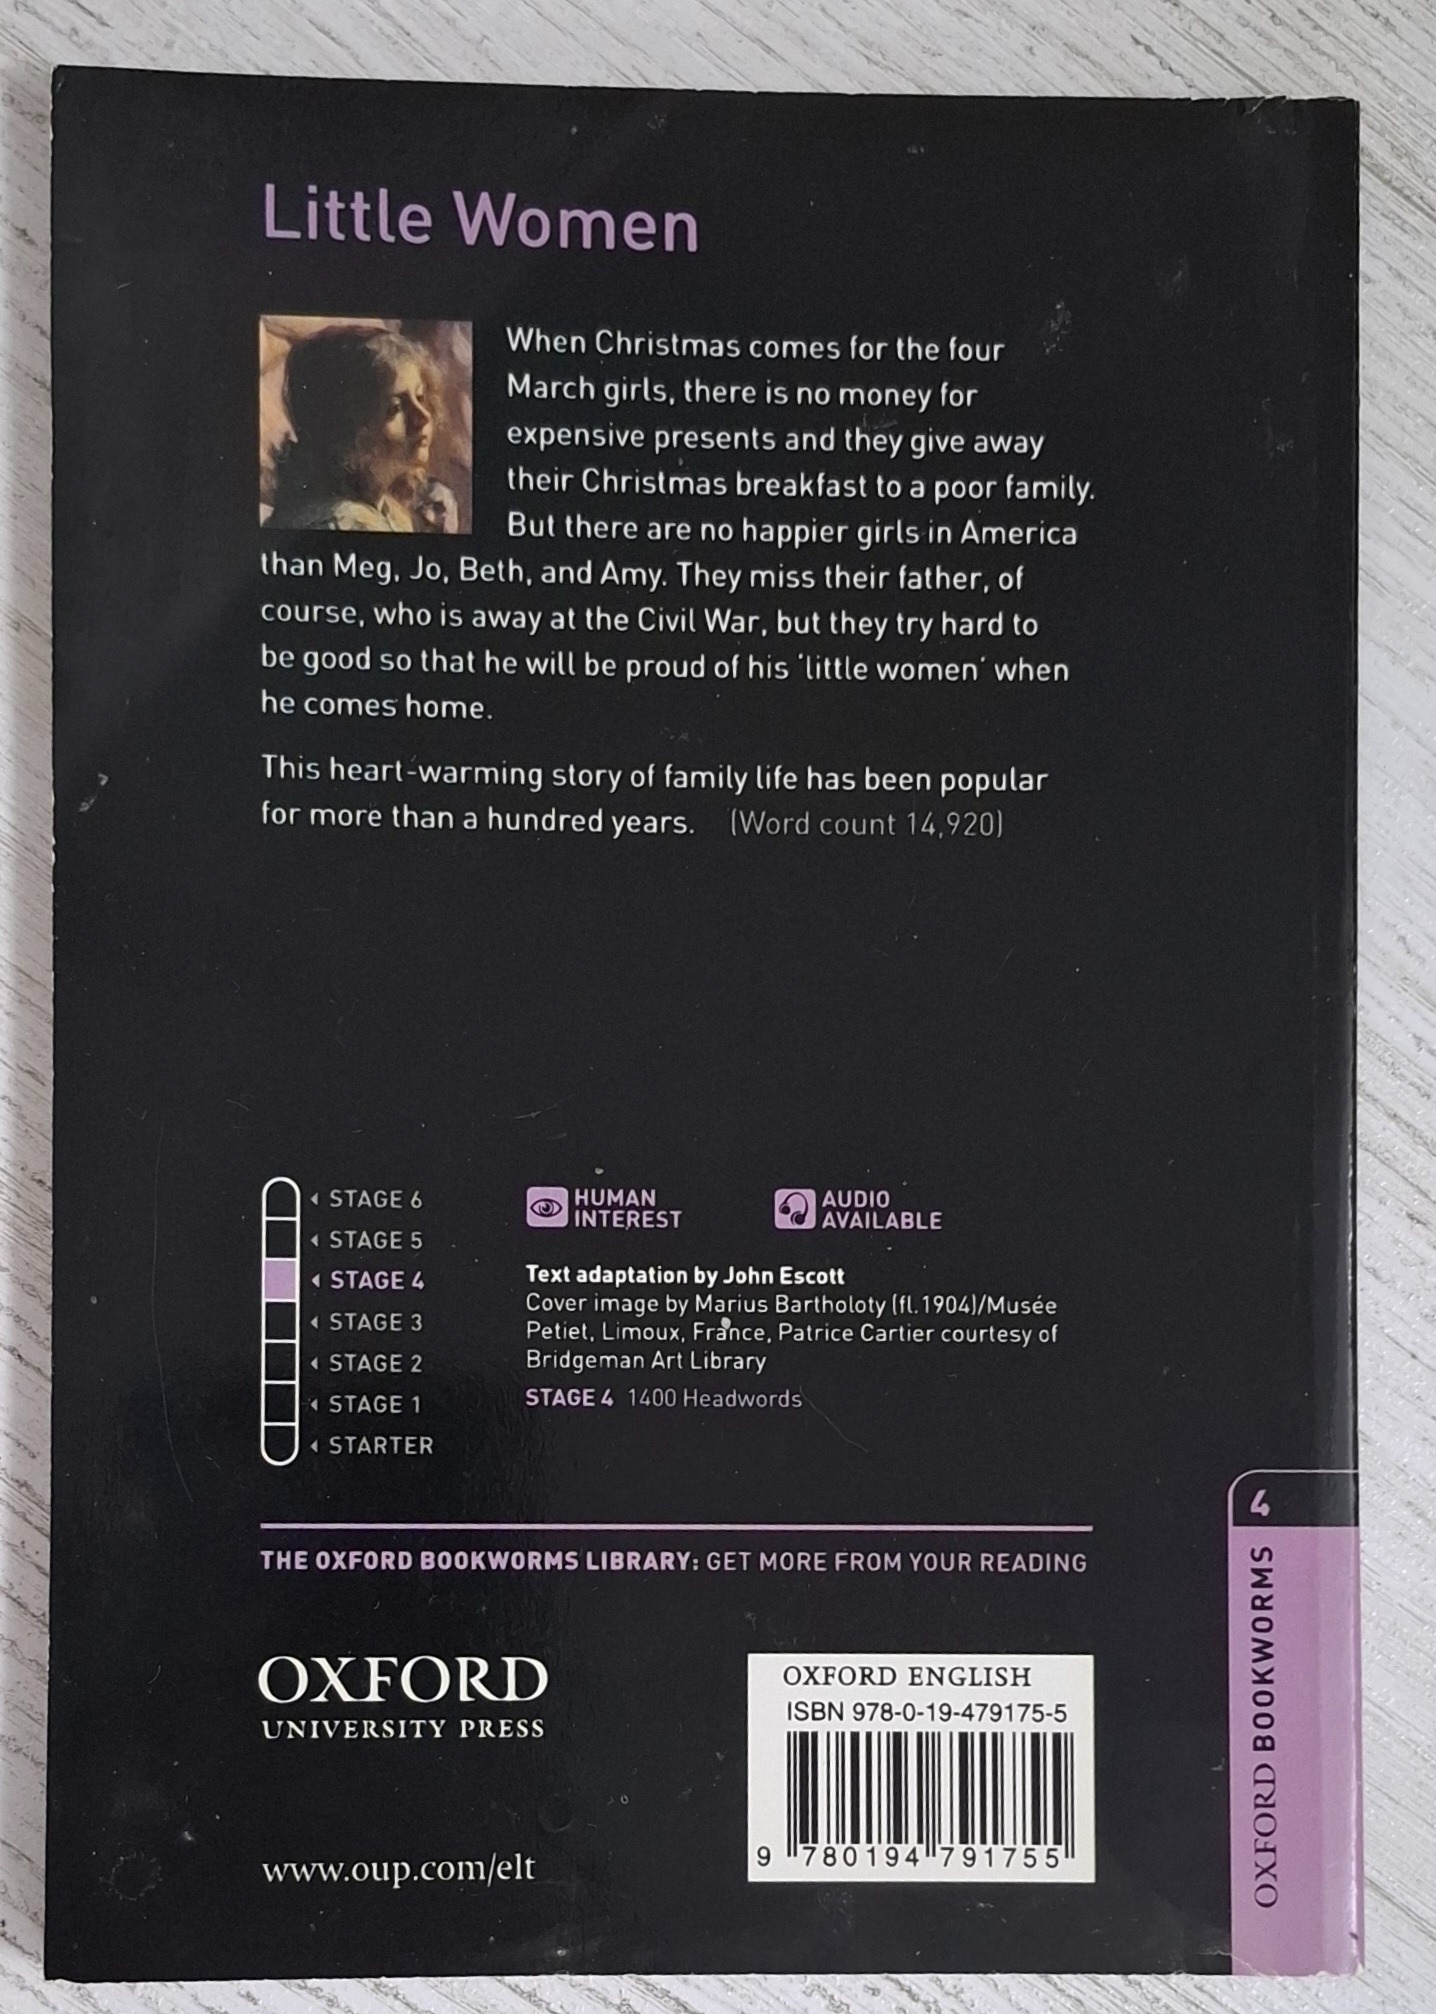 Little Women
When Christmas comes for the four
March girls, there is no money for
expensive presents and they give away
their Christmas breakfast to a poor family.
But there are no happier girls in America
than Meg, Jo, Beth, and Amy. They miss their father, of
course, who is away at the Civil War, but they try hard to
be good so that he will be proud of his 'little women' when
he comes home.
This heart-warming story of family life has been popular
for more than a hundred years. (Word count 14,920)
STAGE 6
STAGE 5
STAGE 4
STAGE 3
STAGE 2
STAGE 1
STARTER
HUMAN
INTEREST
AUDIO
AVAILABLE
Text adaptation by John Escott
Cover image by Marius Bartholoty (fl.1904)/Musée
Petiet, Limoux, France, Patrice Cartier courtesy of
Bridgeman Art Library
STAGE 4 1400 Headwords
THE OXFORD BOOKWORMS LIBRARY: GET MORE FROM YOUR READING
OXFORD
UNIVERSITY PRESS
www.oup.com/elt
OXFORD ENGLISH
ISBN 978-0-19-479175-5
9 780194 791755
4
OXFORD BOOKWORMS